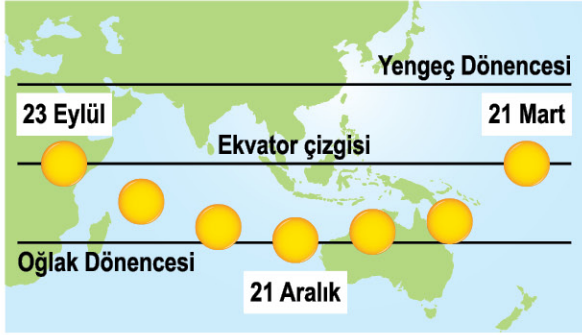 Yengeç Dönencesi
23 Eylül
21 Mart
Ekvator çizgisi
Oğlak Dönencesi
21 Aralık